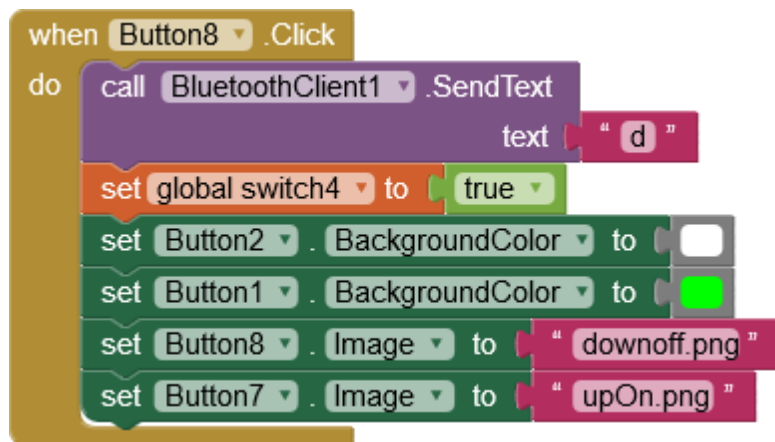 when Button8 .Click
do call BluetoothClient1 .SendText
text " d "
set global switch4 to true
set Button2 . BackgroundColor to
set Button1 . BackgroundColor to
set Button8 . Image to " downoff.png "
set Button7 . Image to " upOn.png "